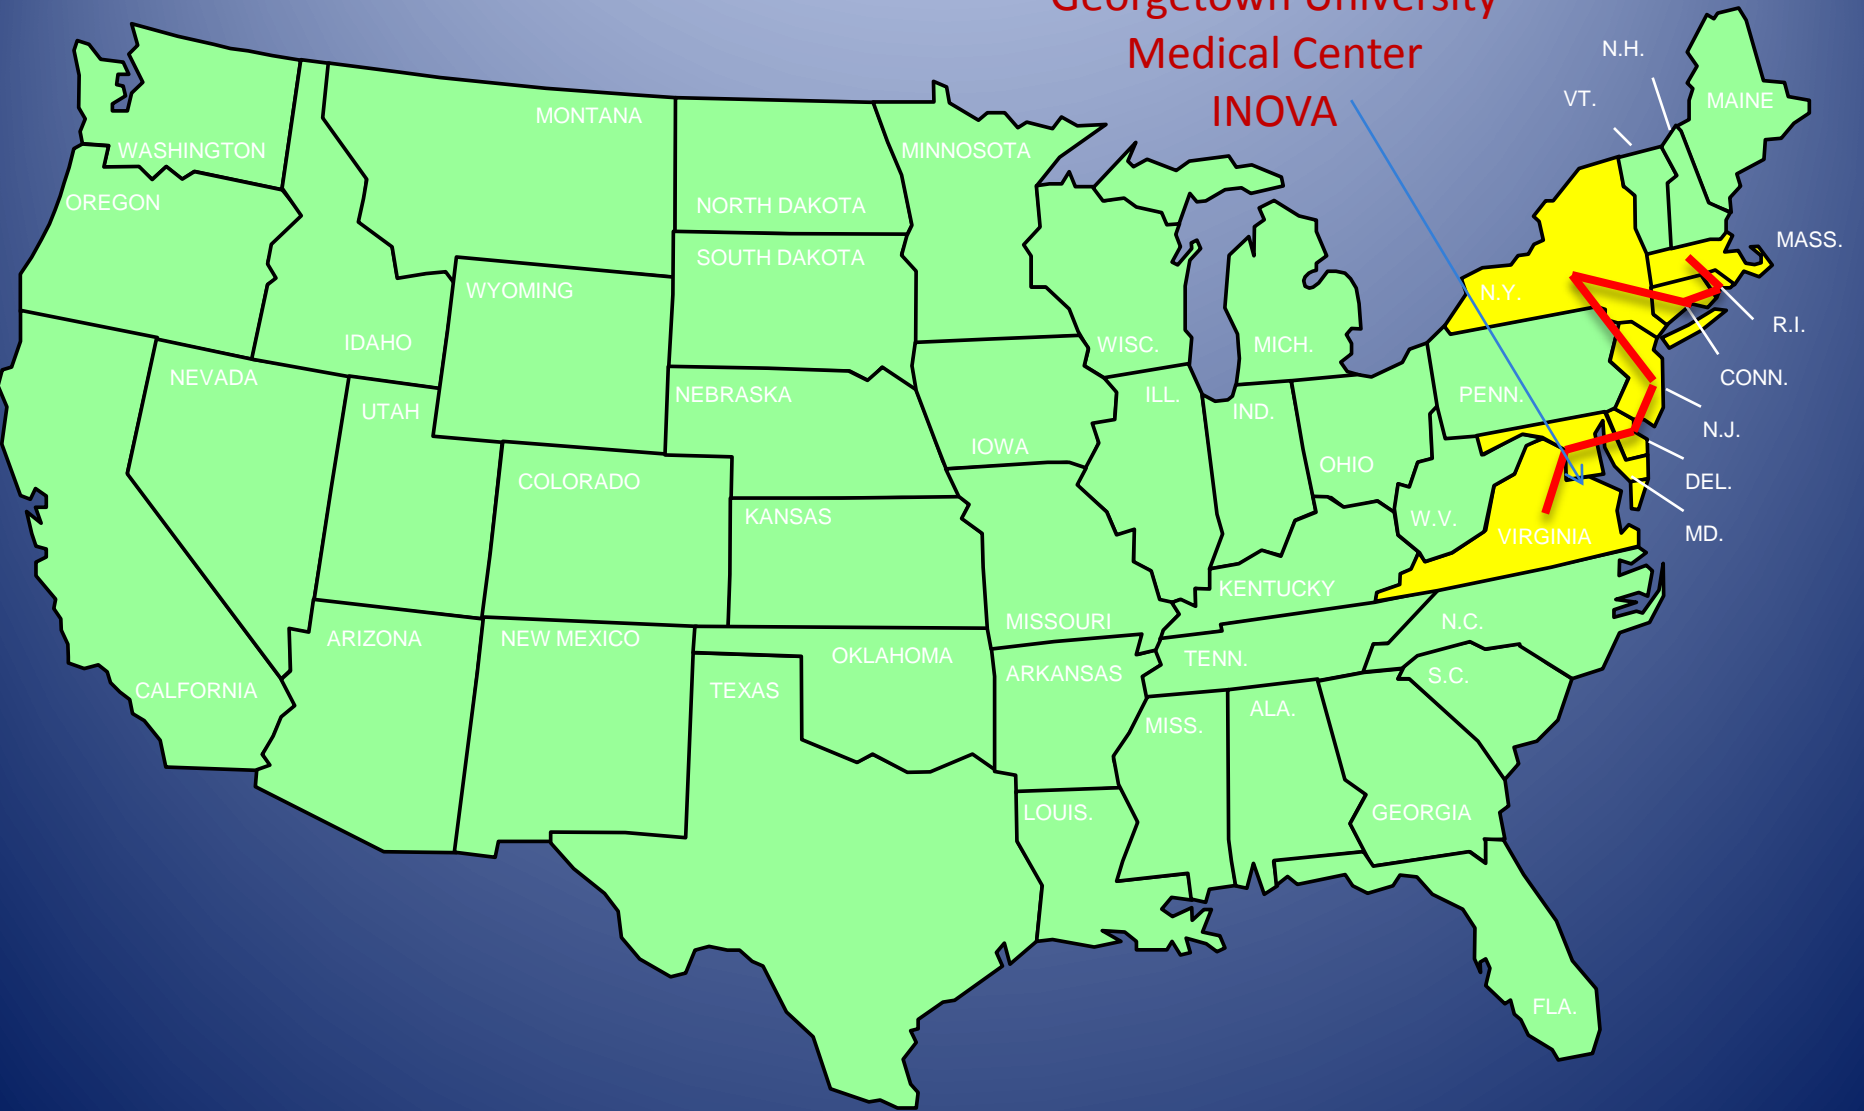 Georgetown University
Medical Center
INOVA
N.H.
VT.
MAINE
MONTANA
WASHINGTON
MINNOSOTA
OREGON
NORTH DAKOTA
SOUTH DAKOTA
MASS.
WYOMING
N.Y.
R.I.
IDAHO
WISC.
MICH.
NEVADA
CONN.
UTAH
NEBRASKA
ILL.
IND.
PENN.
N.J.
IOWA
OHIO
COLORADO
DEL.
KANSAS
W.V.
VIRGINIA
MD.
KENTUCKY
MISSOURI
N.C.
ARIZONA
NEW MEXICO
OKLAHOMA
TENN.
ARKANSAS
S.C.
CALFORNIA
TEXAS
ALA.
MISS.
LOUIS.
GEORGIA
FLA.